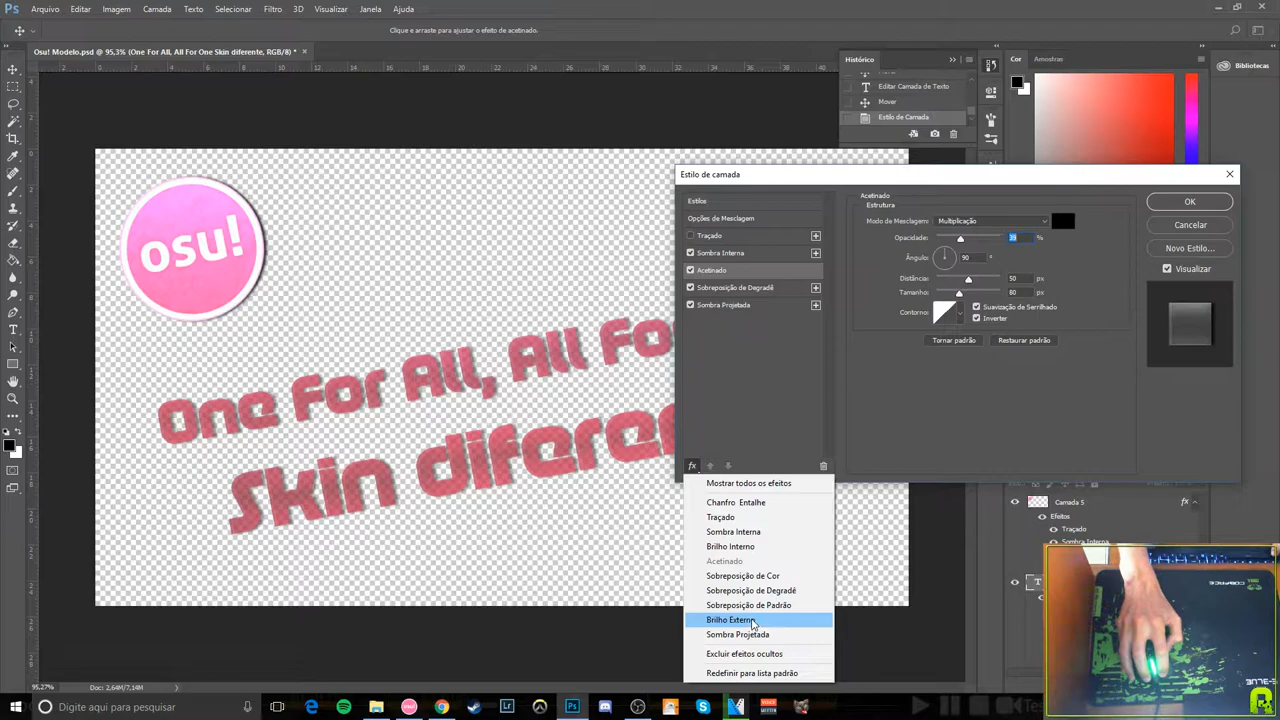 Ps Arquivo Editar Imagem Camada Texto Selecionar Filtro 3D Visualizar Janela Ajuda
Clique e arraste para ajustar o efeito de acetinado.
Osu! Modelo.psd @ 95,3% (One For All, All For One Skin diferente, RGB/8) *
Histórico
Editar Camada de Texto
Mover
Estilo de Camada
Cor Amostras
Bibliotecas
osu!
One For All, All For
Skin diferen
Estilo de camada
Estilos
Opções de Mesclagem
Traçado
Sombra Interna
Acetinado
Sobreposição de Degradê
Sombra Projetada
fx
Acetinado
Estrutura
Modo de Mesclagem: Multiplicação
Opacidade: 39 %
Ângulo: 90 °
Distâncias: 50 px
Tamanho: 80 px
Contorno:
Suavização de Serrilhado
Inverter
Tornar padrão Restaurar padrão
OK
Cancelar
Novo Estilo...
Visualizar
Mostrar todos os efeitos
Chanfro Entalhe
Traçado
Sombra Interna
Brilho Interno
Acetinado
Sobreposição de Cor
Sobreposição de Degradê
Sobreposição de Padrão
Brilho Externo
Sombra Projetada
Excluir efeitos ocultos
Redefinir para lista padrão
Camada 5 fx
Efeitos
Traçado
Sombra Interna
COUGAR
95,27% Doc: 2,64M/7,14M
Digite aqui para pesquisar